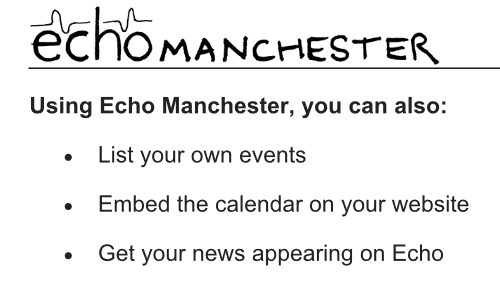 echo MANCHESTER
Using Echo Manchester, you can also:
• List your own events
• Embed the calendar on your website
• Get your news appearing on Echo